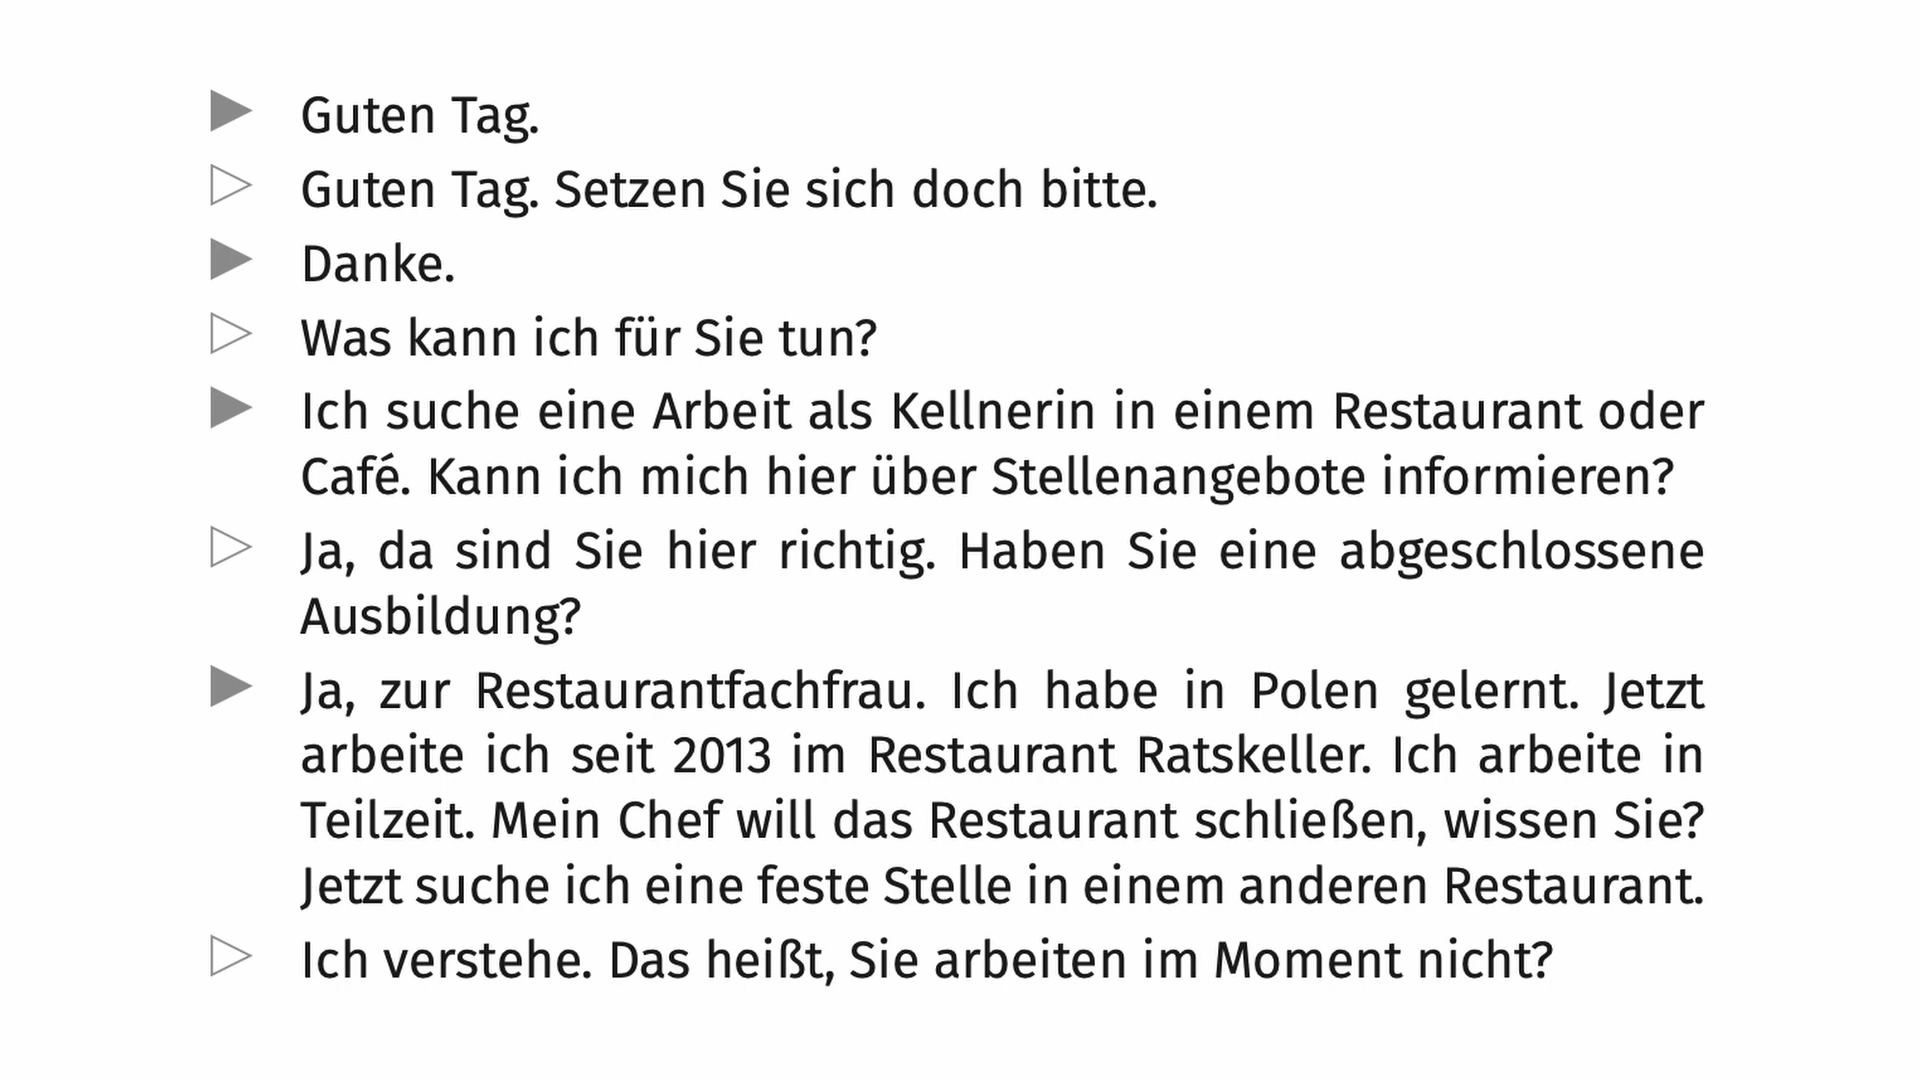 ▶ Guten Tag.
▷ Guten Tag. Setzen Sie sich doch bitte.
▶ Danke.
▷ Was kann ich für Sie tun?
▶ Ich suche eine Arbeit als Kellnerin in einem Restaurant oder
Café. Kann ich mich hier über Stellenangebote informieren?
▷ Ja, da sind Sie hier richtig. Haben Sie eine abgeschlossene
Ausbildung?
▶ Ja, zur Restaurantfachfrau. Ich habe in Polen gelernt. Jetzt
arbeite ich seit 2013 im Restaurant Ratskeller. Ich arbeite in
Teilzeit. Mein Chef will das Restaurant schließen, wissen Sie?
Jetzt suche ich eine feste Stelle in einem anderen Restaurant.
▷ Ich verstehe. Das heißt, Sie arbeiten im Moment nicht?